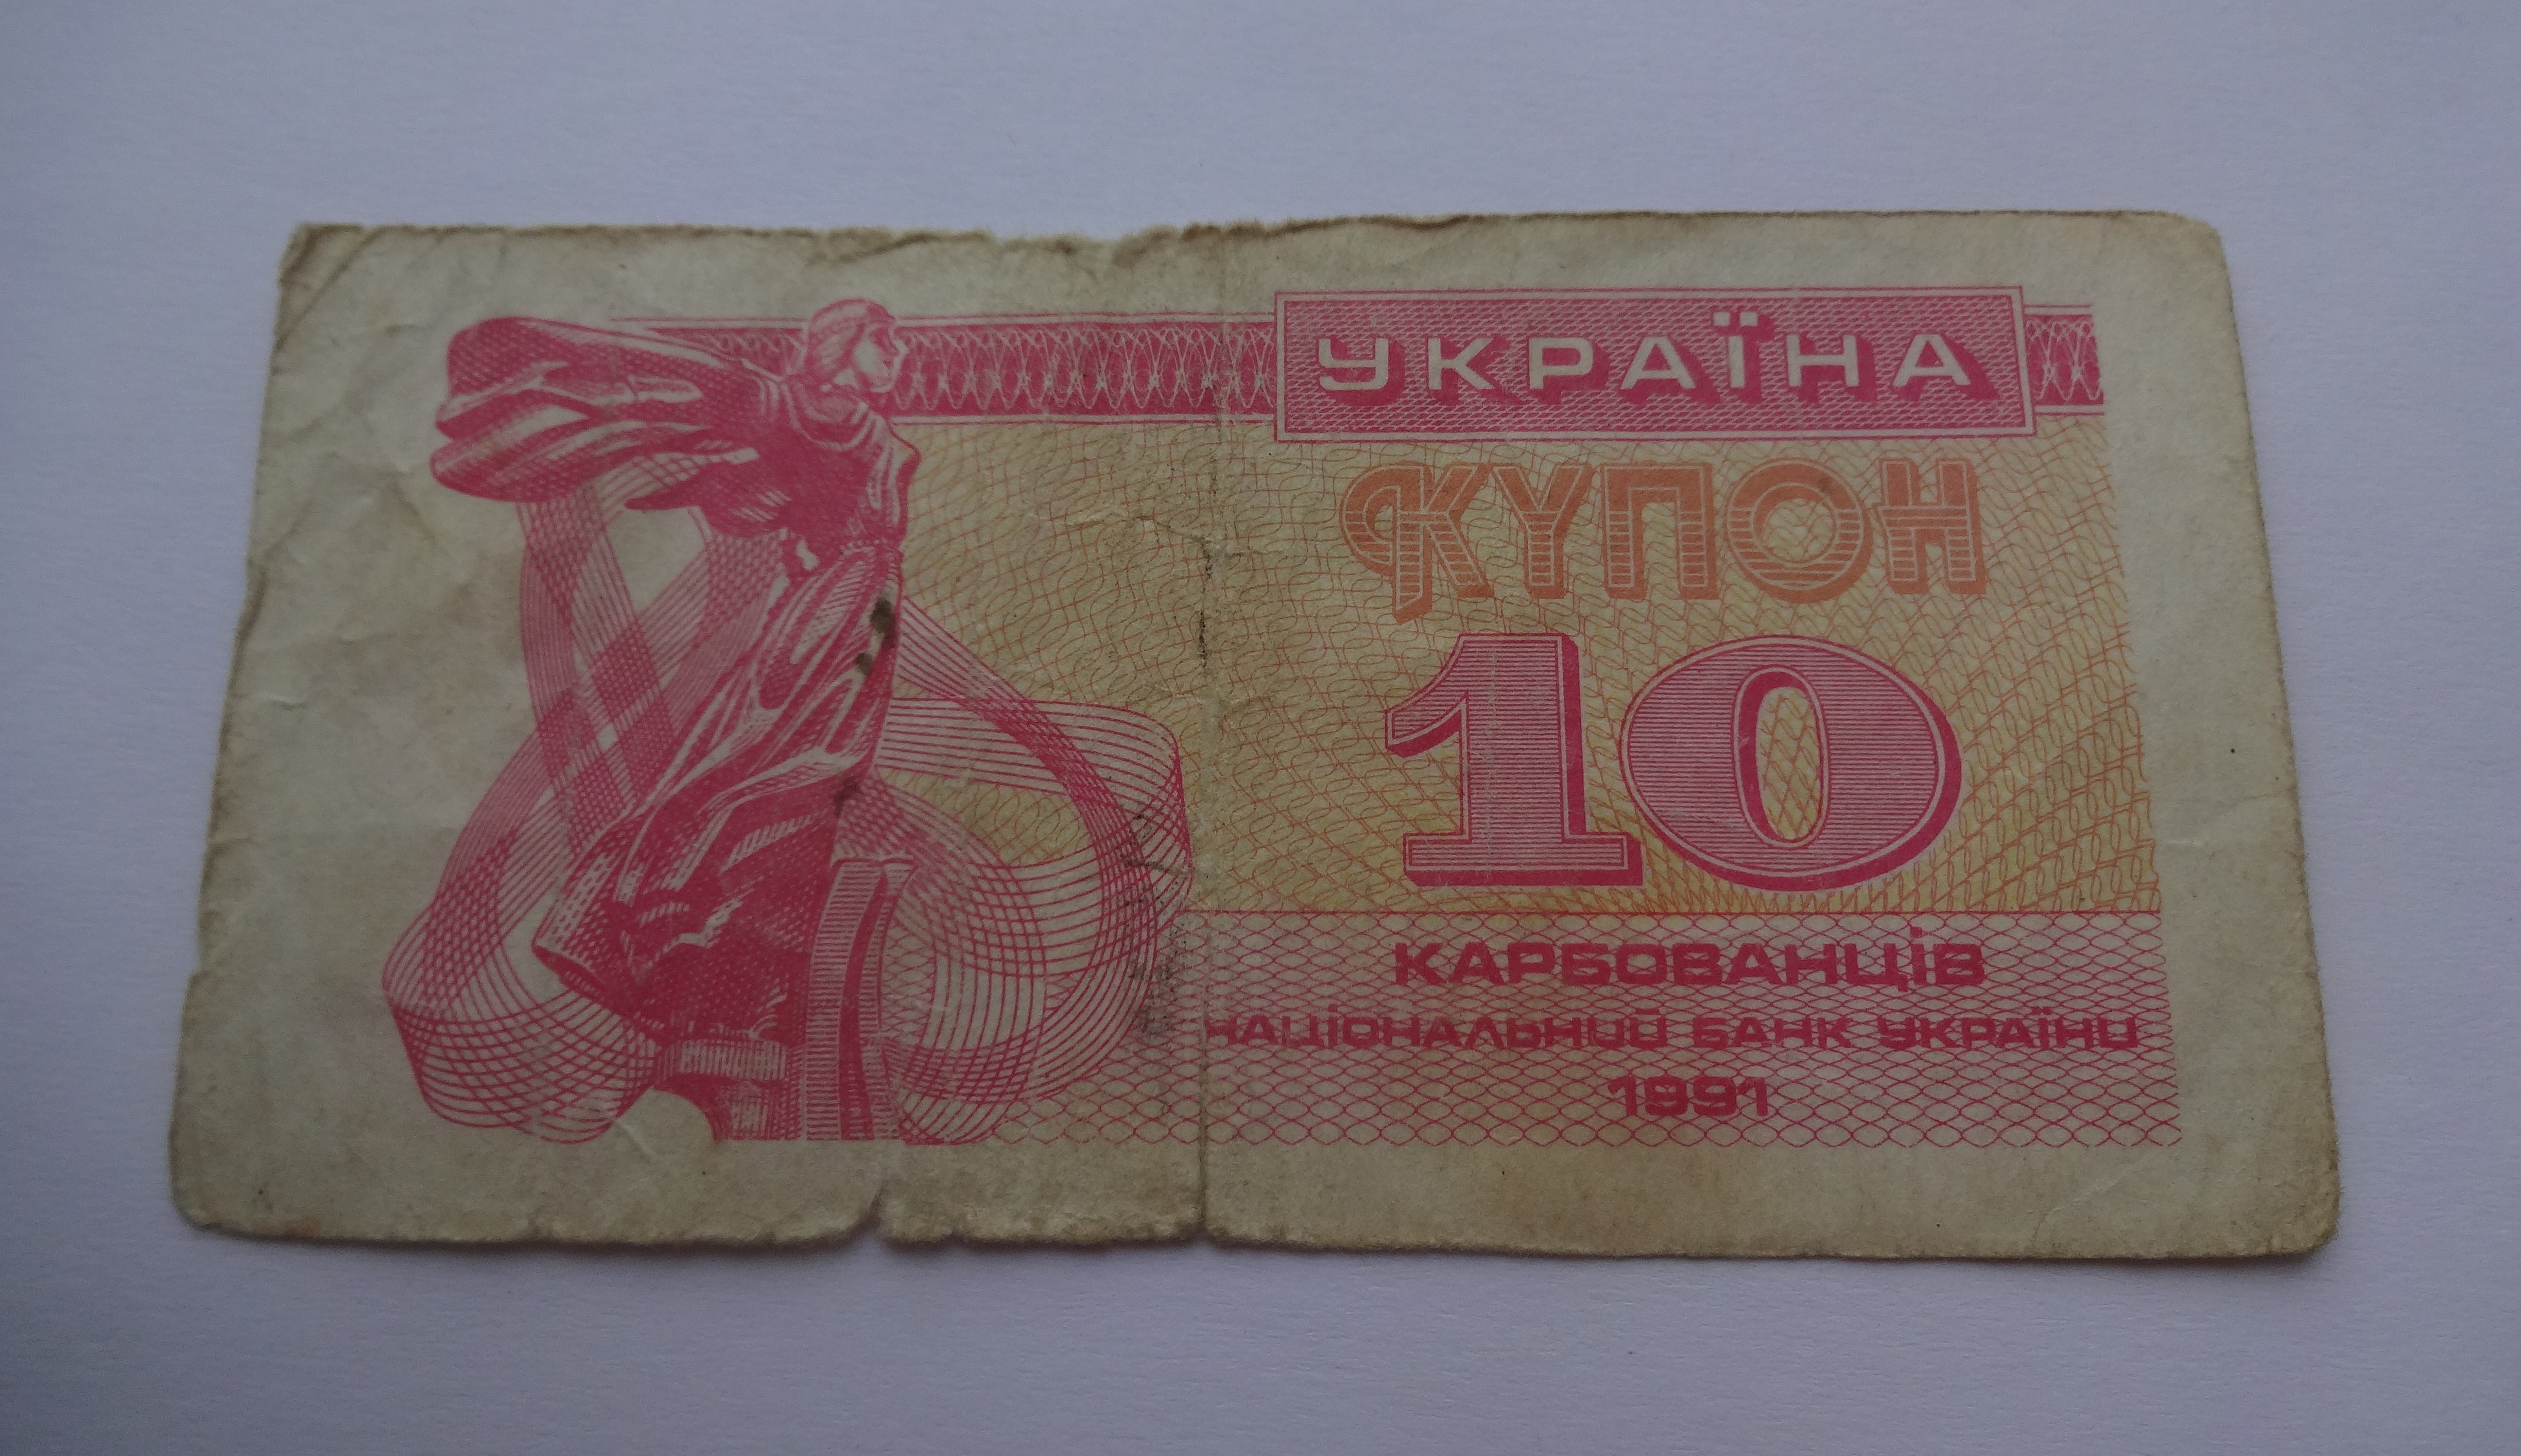 УКРАЇНА
КУПОН
10
КАРБОВАНЦІВ
НАЦІОНАЛЬНИЙ БАНК УКРАЇНИ
1991